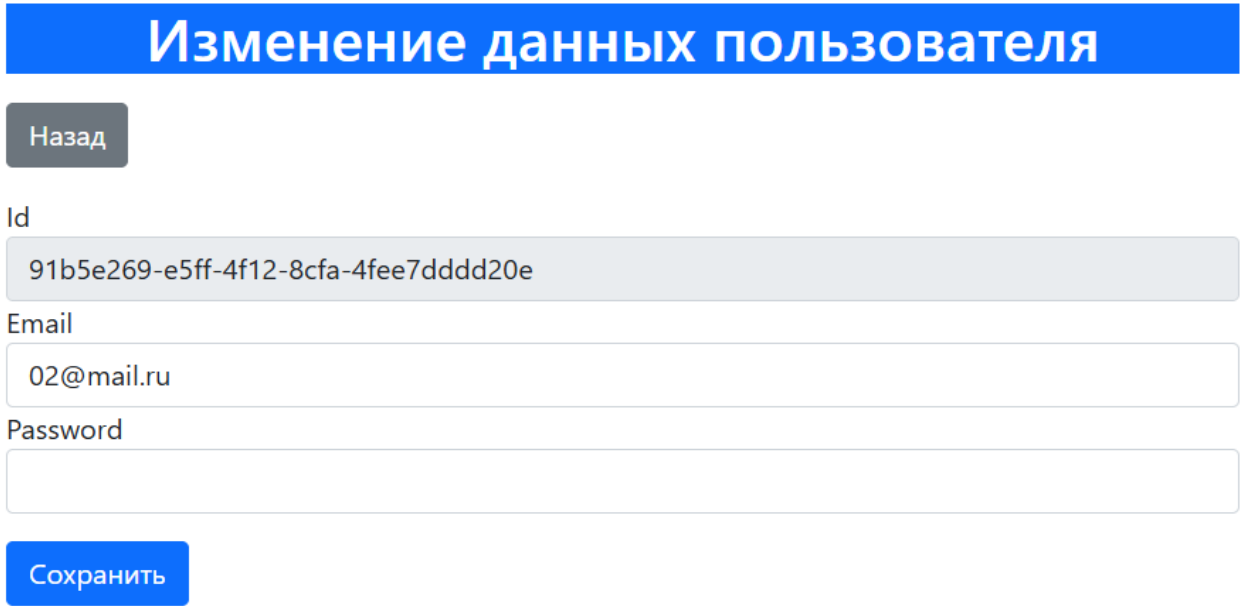 Изменение данных пользователя
Назад
Id
91b5e269-e5ff-4f12-8cfa-4fee7dddd20e
Email
02@mail.ru
Password
Сохранить